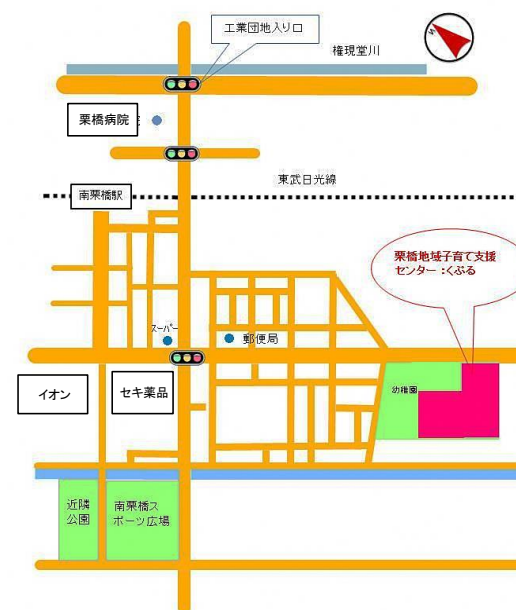 工業団地入り口
N
権現堂川
栗橋病院
東武日光線
南栗橋駅
栗橋地域子育て支援
センター：くぷる
スーパー
郵便局
幼稚園
イオン
セキ薬品
近隣
公園
南栗橋ス
ポーツ広場